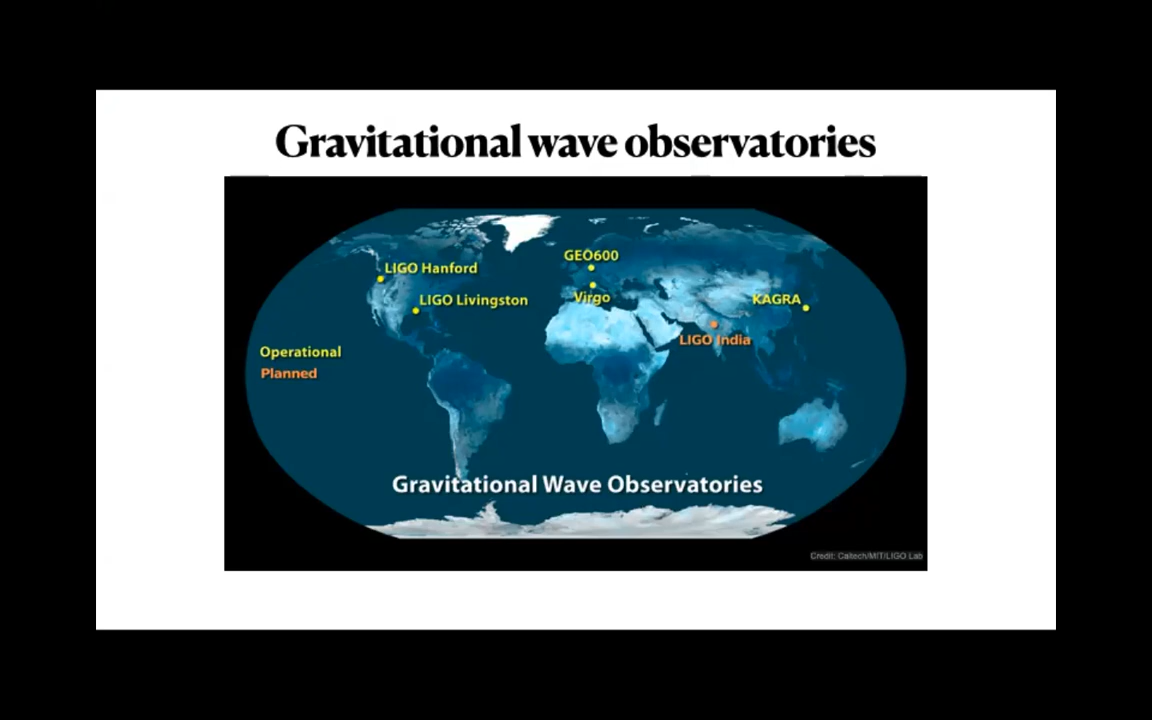 Gravitational wave observatories
GEO600
LIGO Hanford
Virgo
LIGO Livingston
KAGRA
LIGO India
Operational
Planned
Gravitational Wave Observatories
Credit: Caltech/MIT/LIGO Lab